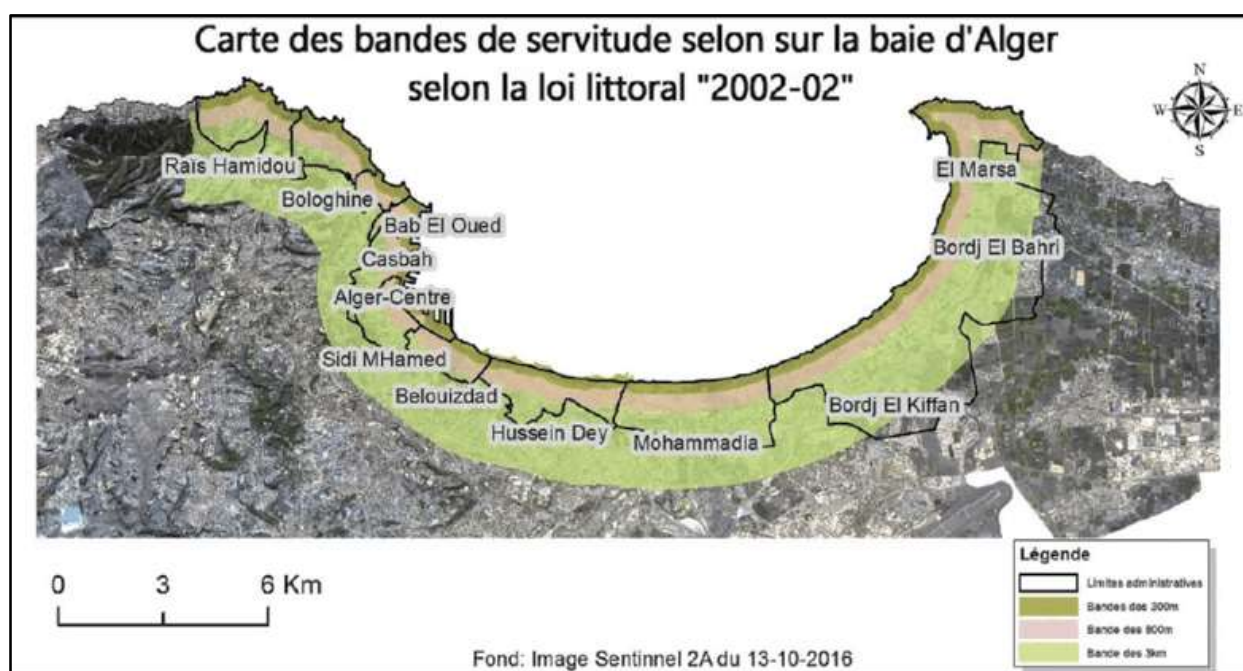 Carte des bandes de servitude selon sur la baie d'Alger
selon la loi littoral "2002-02"
N
W E
S
Raïs Hamidou
El Marsa
Bologhine
Bab El Oued
Bordj El Bahri
Casbah
Alger-Centre
Sidi MHamed
Belouizdad
Bordj El Kiffan
Hussein Dey
Mohammadia
0 3 6 Km
Légende
Limites administratives
Bandes des 300m
Bande des 800m
Bande des 3km
Fond: Image Sentinnel 2A du 13-10-2016